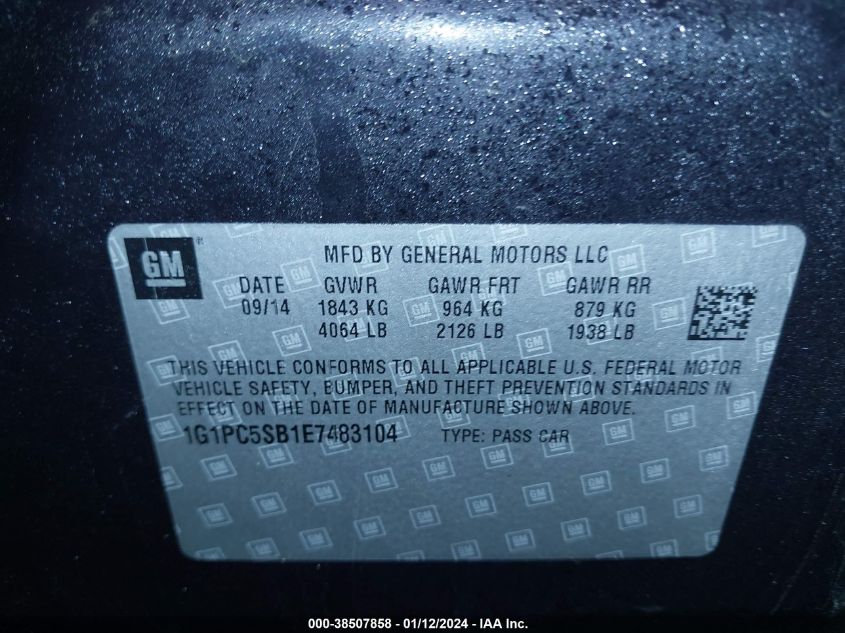 GM ® MFD BY GENERAL MOTORS LLC
DATE GVWR GAWR FRT GAWR RR
09/14 1843 KG 964 KG 879 KG
4064 LB 2126 LB 1938 LB
THIS VEHICLE CONFORMS TO ALL APPLICABLE U.S. FEDERAL MOTOR
VEHICLE SAFETY, BUMPER, AND THEFT PREVENTION STANDARDS IN
EFFECT ON THE DATE OF MANUFACTURE SHOWN ABOVE.
1G1PC5SB1E7483104 TYPE: PASS CAR
000-38507858 - 01/12/2024 - IAA Inc.